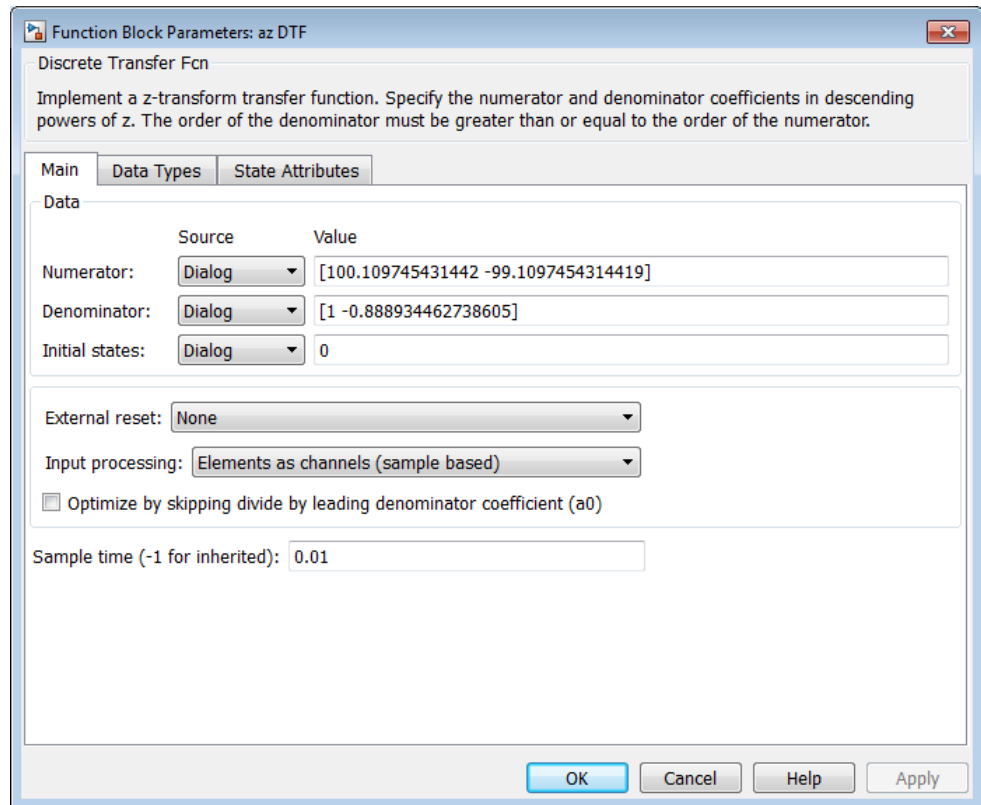 Function Block Parameters: az DTF
Discrete Transfer Fcn
Implement a z-transform transfer function. Specify the numerator and denominator coefficients in descending
powers of z. The order of the denominator must be greater than or equal to the order of the numerator.
Main Data Types State Attributes
Data
Source Value
Numerator: Dialog [100.109745431442 -99.1097454314419]
Denominator: Dialog [1 -0.888934462738605]
Initial states: Dialog 0
External reset: None
Input processing: Elements as channels (sample based)
Optimize by skipping divide by leading denominator coefficient (a0)
Sample time (-1 for inherited): 0.01
OK Cancel Help Apply